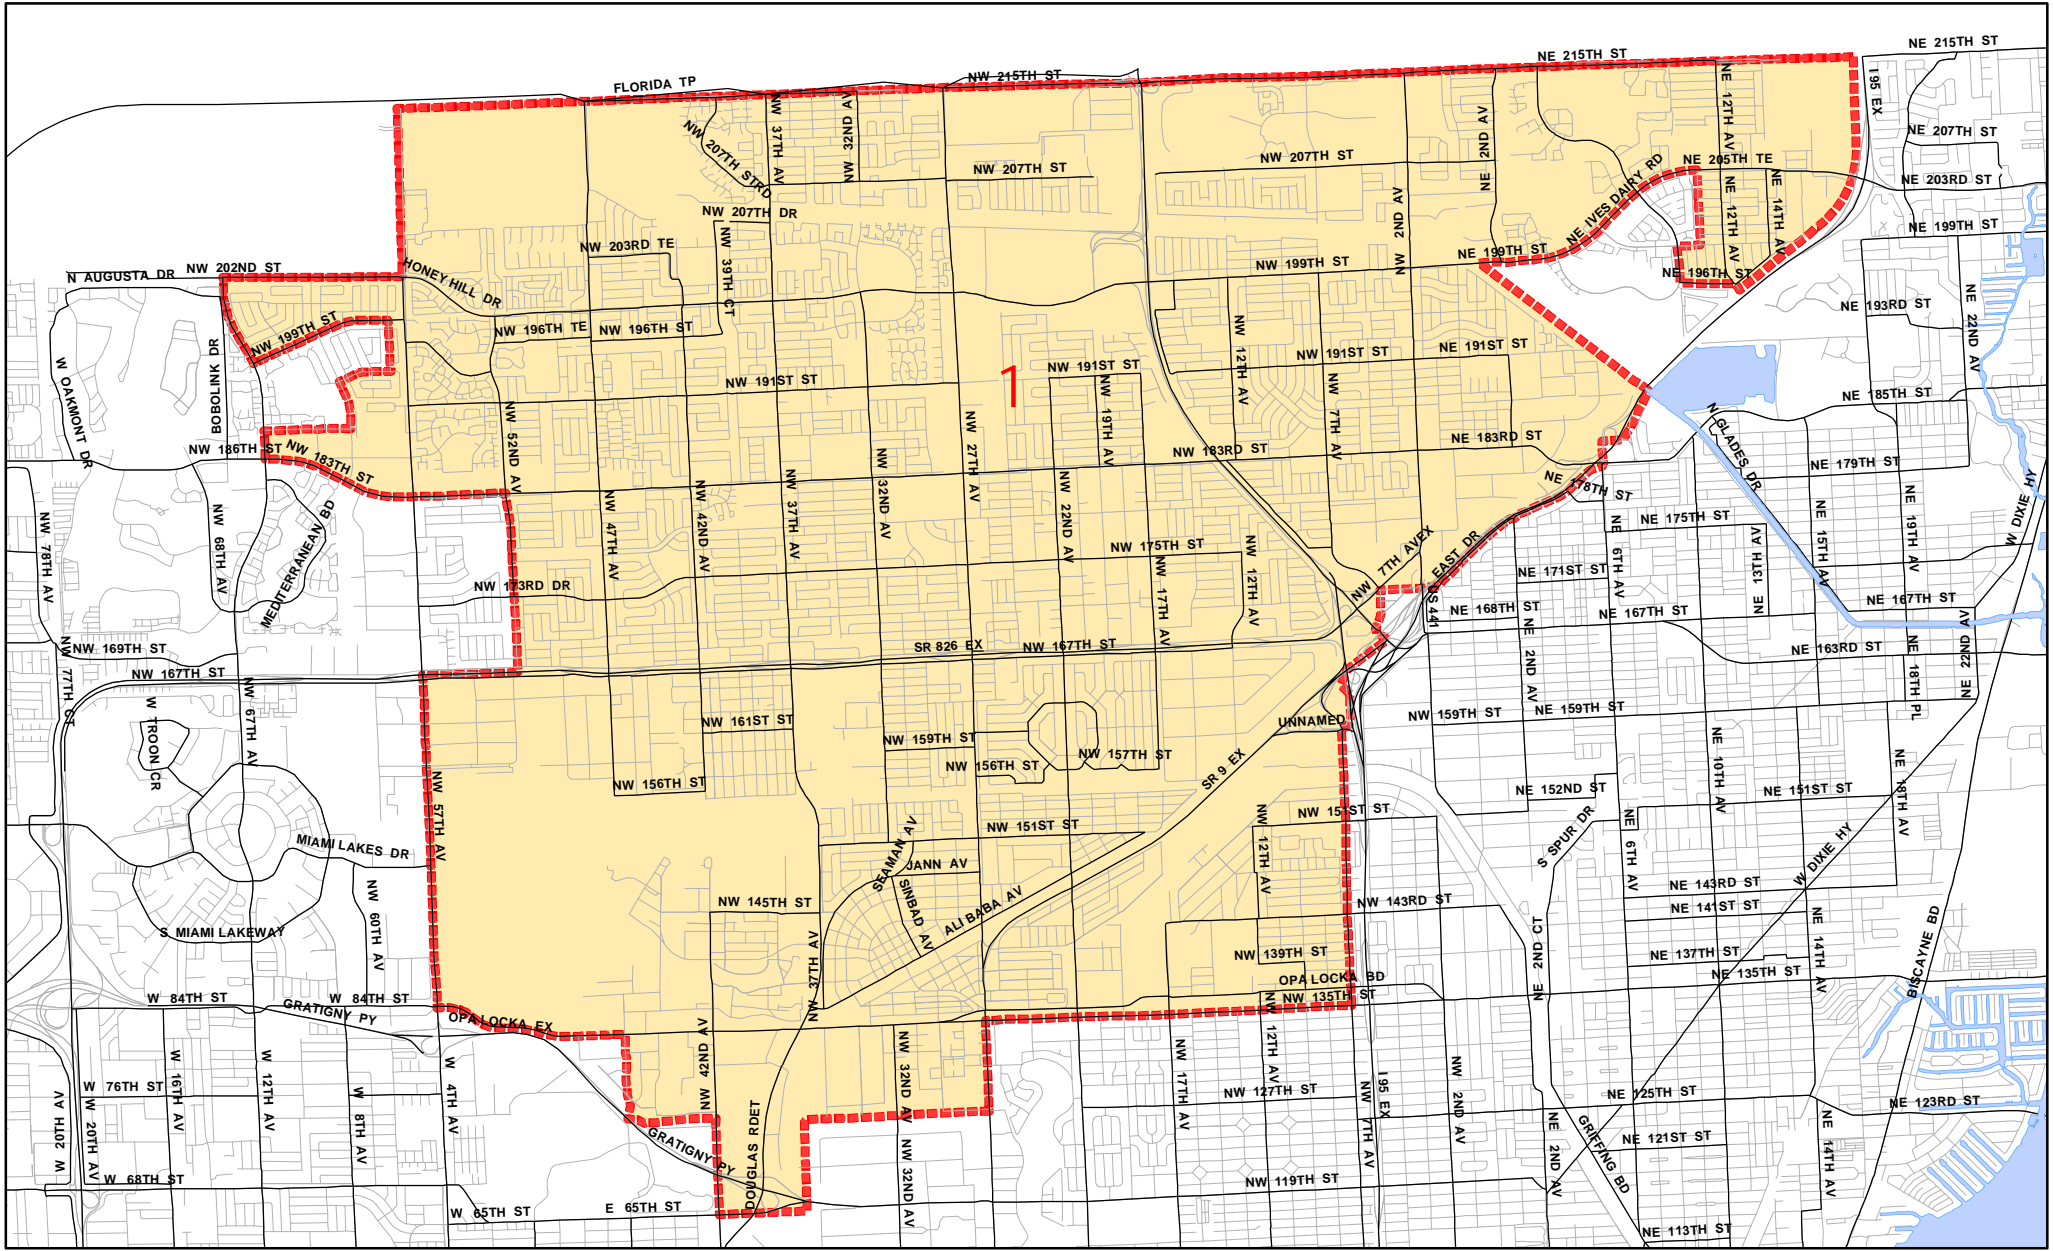 NE 215TH ST
NE 215TH ST
FLORIDA TP
NW 215TH ST
I 95 EX
NE 12TH AV
NW 37TH AV
NW 32ND AV
NE 2ND AV
NW 207TH STRD
NE 207TH ST
NW 207TH ST
NW 207TH ST
NE 205TH TE
NE 203RD ST
NE IVES DAIRY RD
NE 12TH AV
NE 14TH AV
NW 207TH DR
NW 2ND AV
NE 199TH ST
NW 203RD TE
NW 39TH CT
NE 199TH ST
NW 199TH ST
N AUGUSTA DR
NW 202ND ST
HONEY HILL DR
NE 196TH ST
NE 193RD ST
NE 22ND AV
NW 199TH ST
NW 196TH TE
NW 196TH ST
NW 12TH AV
BOBOLINK DR
W OAKMONT DR
NW 191ST ST
NE 191ST ST
NW 191ST ST
1
NW 191ST ST
NW 19TH AV
NW 7TH AV
NE 185TH ST
N GLADES DR
NW 52ND AV
NW 27TH AV
NE 183RD ST
NW 183RD ST
NW 186TH ST
NW 183TH ST
NW 32ND AV
NE 179TH ST
NW 37TH AV
NW 42ND AV
NW 47TH AV
NW 22ND AV
NE 178TH ST
W DIXIE HY
NE 19TH AV
NE 15TH AV
NE 175TH ST
NE 6TH AV
NE 13TH AV
NW 78TH AV
NW 68TH AV
MEDITERRANEAN BD
NW 175TH ST
NW 12TH AV
NW 17TH AV
NW 7TH AVEX
EAST DR
NE 171ST ST
NW 173RD DR
US 441
NE 168TH ST
NE 167TH ST
NE 167TH ST
NE 22ND AV
NE 2ND AV
NW 169TH ST
NW 77TH CT
SR 826 EX
NW 167TH ST
NE 163RD ST
NE 18TH PL
NW 167TH ST
NW 67TH AV
W TROON CR
NW 161ST ST
UNNAMED
NW 159TH ST
NE 159TH ST
NW 159TH ST
NW 157TH ST
NW 156TH ST
NW 156TH ST
SR 9 EX
NE 10TH AV
NE 18TH AV
NE 152ND ST
NE 151ST ST
NW 57TH AV
NW 151ST ST
NW 151ST ST
NW 12TH AV
S SPUR DR
NE 6TH AV
W DIXIE HY
MIAMI LAKES DR
SEAMAN AV
JANN AV
SINBAD AV
ALI BABA AV
NE 143RD ST
NE 141ST ST
NW 143RD ST
NW 145TH ST
NW 60TH AV
S MIAMI LAKEWAY
NW 37TH AV
NE 14TH AV
BISCAYNE BD
NE 2ND CT
NE 137TH ST
NE 135TH ST
NW 139TH ST
OPA LOCKA BD
NW 135TH ST
W 84TH ST
GRATIGNY PY
W 84TH ST
OPA LOCKA EX
NW 42ND AV
NW 32ND AV
NW 12TH AV
W 4TH AV
W 16TH AV
W 12TH AV
W 8TH AV
W 76TH ST
W 20TH AV
W 20TH AV
NW 17TH AV
NW 127TH ST
I 95 EX
NW 7TH AV
NW 2ND AV
NE 125TH ST
NE 123RD ST
GRIFFING BD
NE 121ST ST
NE 2ND AV
NE 14TH AV
DOUGLAS RDET
GRATIGNY PY
NW 32ND AV
W 68TH ST
NW 119TH ST
W 65TH ST
E 65TH ST
NE 113TH ST